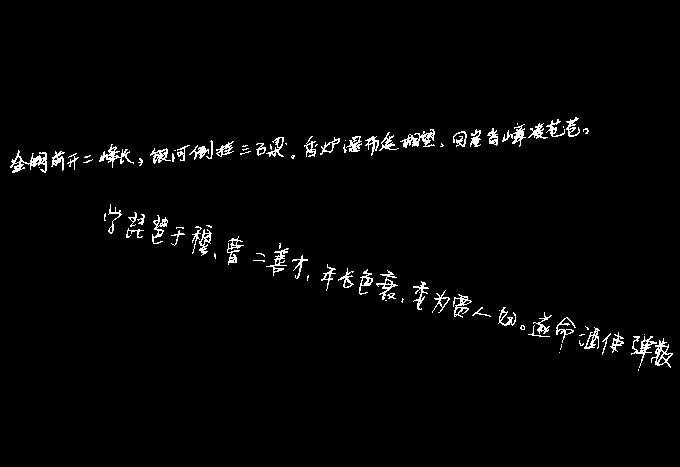 金阙前开二峰长，银河倒挂三石梁。香炉瀑布遥相望，回崖沓嶂凌苍苍。
学琵琶于穆、曹二善才，年长色衰，委为贾人妇。遂命酒使弹数